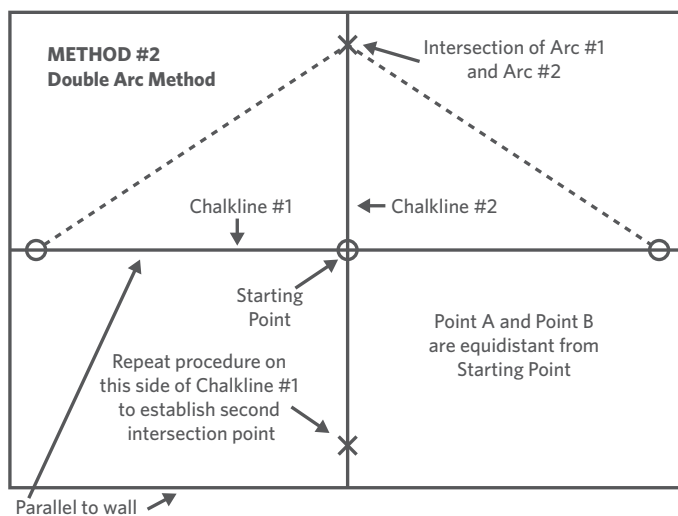 METHOD #2
Double Arc Method
Intersection of Arc #1
and Arc #2
Chalkline #1
Chalkline #2
Starting
Point
Point A and Point B
are equidistant from
Starting Point
Repeat procedure on
this side of Chalkline #1
to establish second
intersection point
Parallel to wall